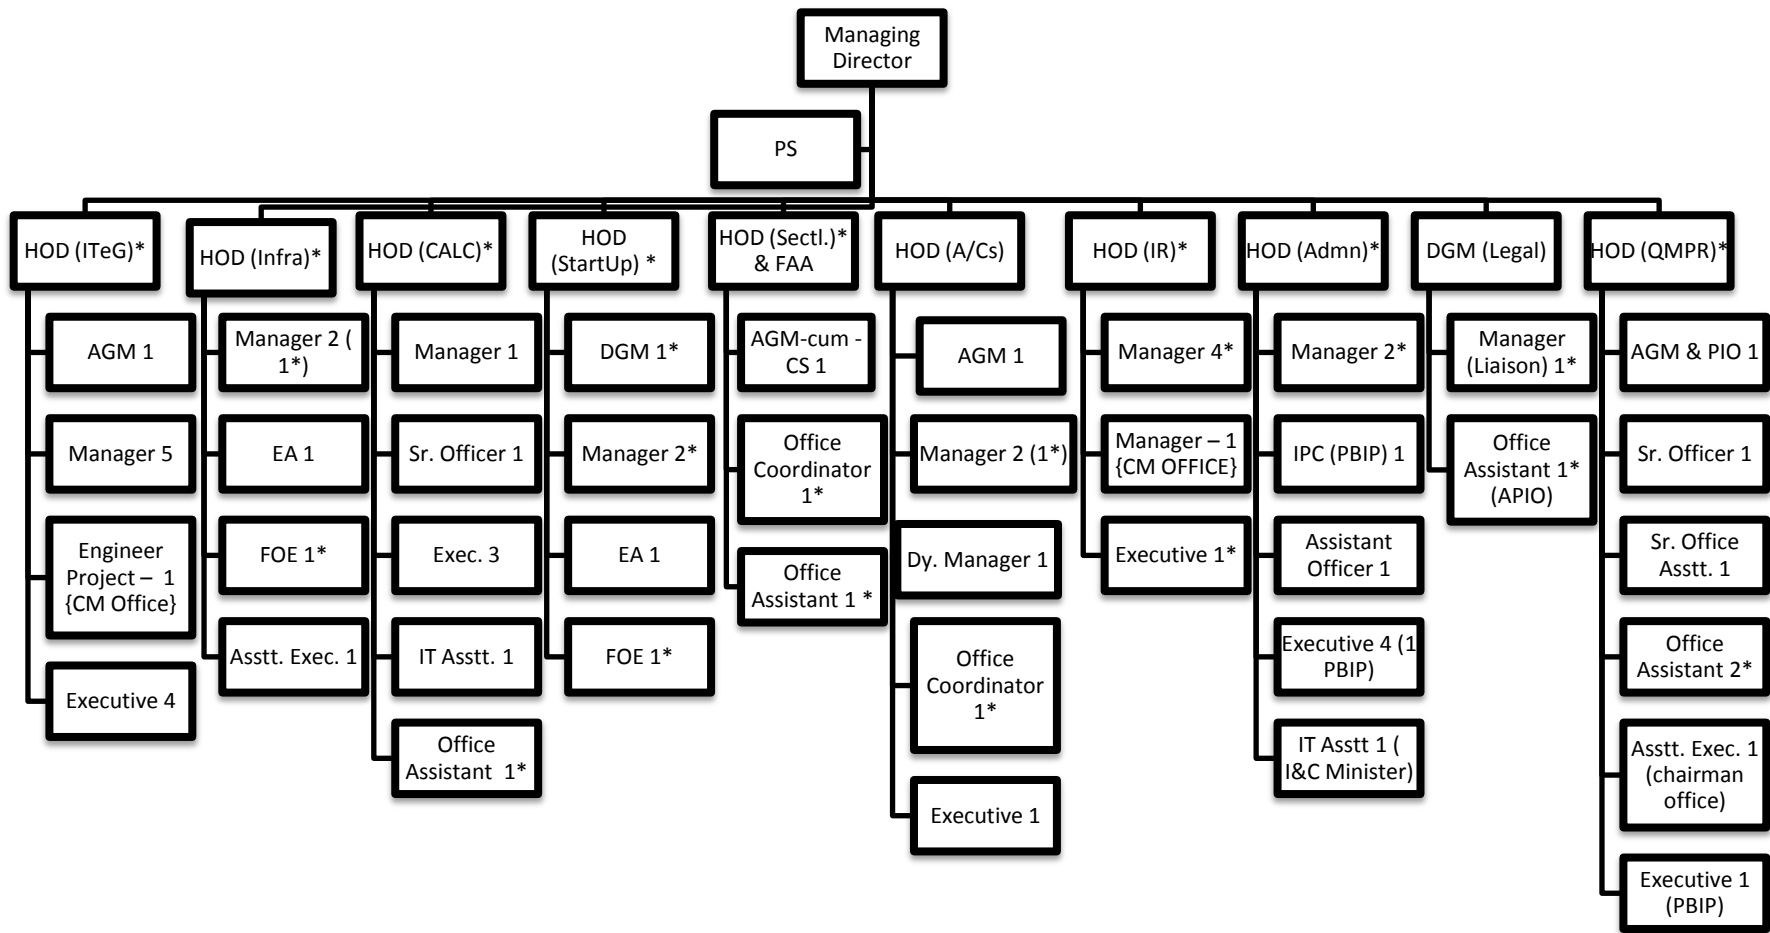 Managing
Director
PS
HOD (ITeG)*
AGM 1
Manager 5
Engineer
Project – 1
{CM Office}
Executive 4
HOD (Infra)*
Manager 2 (
1*)
EA 1
FOE 1*
Asstt. Exec. 1
HOD (CALC)*
Manager 1
Sr. Officer 1
Exec. 3
IT Asstt. 1
Office
Assistant 1*
HOD
(StartUp) *
DGM 1*
Manager 2*
EA 1
FOE 1*
HOD (Sectl.)*
& FAA
AGM-cum -
CS 1
Office
Coordinator
1*
Office
Assistant 1 *
HOD (A/Cs)
AGM 1
Manager 2 (1*)
Dy. Manager 1
Office
Coordinator
1*
Executive 1
HOD (IR)*
Manager 4*
Manager – 1
{CM OFFICE}
Executive 1*
HOD (Admn)*
Manager 2*
IPC (PBIP) 1
Assistant
Officer 1
Executive 4 (1
PBIP)
IT Asstt 1 (
I&C Minister)
DGM (Legal)
Manager
(Liaison) 1*
Office
Assistant 1*
(APIO)
HOD (QMPR)*
AGM & PIO 1
Sr. Officer 1
Sr. Office
Asstt. 1
Office
Assistant 2*
Asstt. Exec. 1
(chairman
office)
Executive 1
(PBIP)